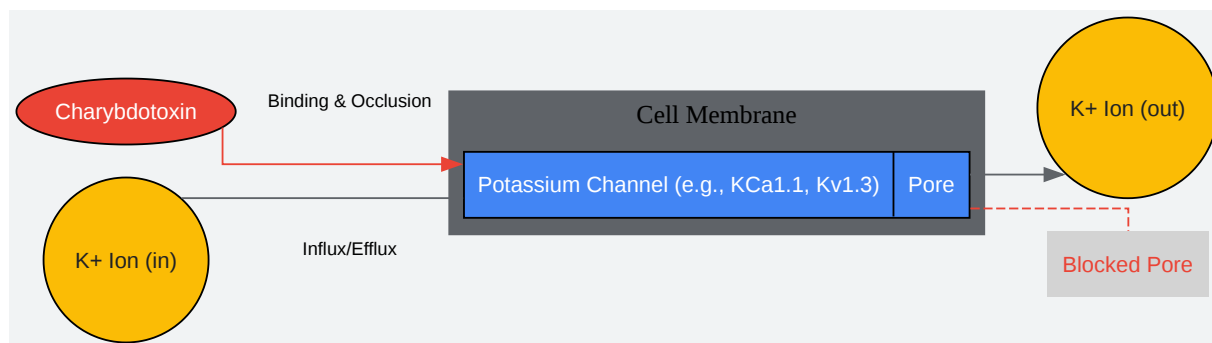 Charybdotoxin
Binding & Occlusion
Cell Membrane
K+ Ion (out)
Potassium Channel (e.g., KCa1.1, Kv1.3)
Pore
K+ Ion (in)
Influx/Efflux
Blocked Pore